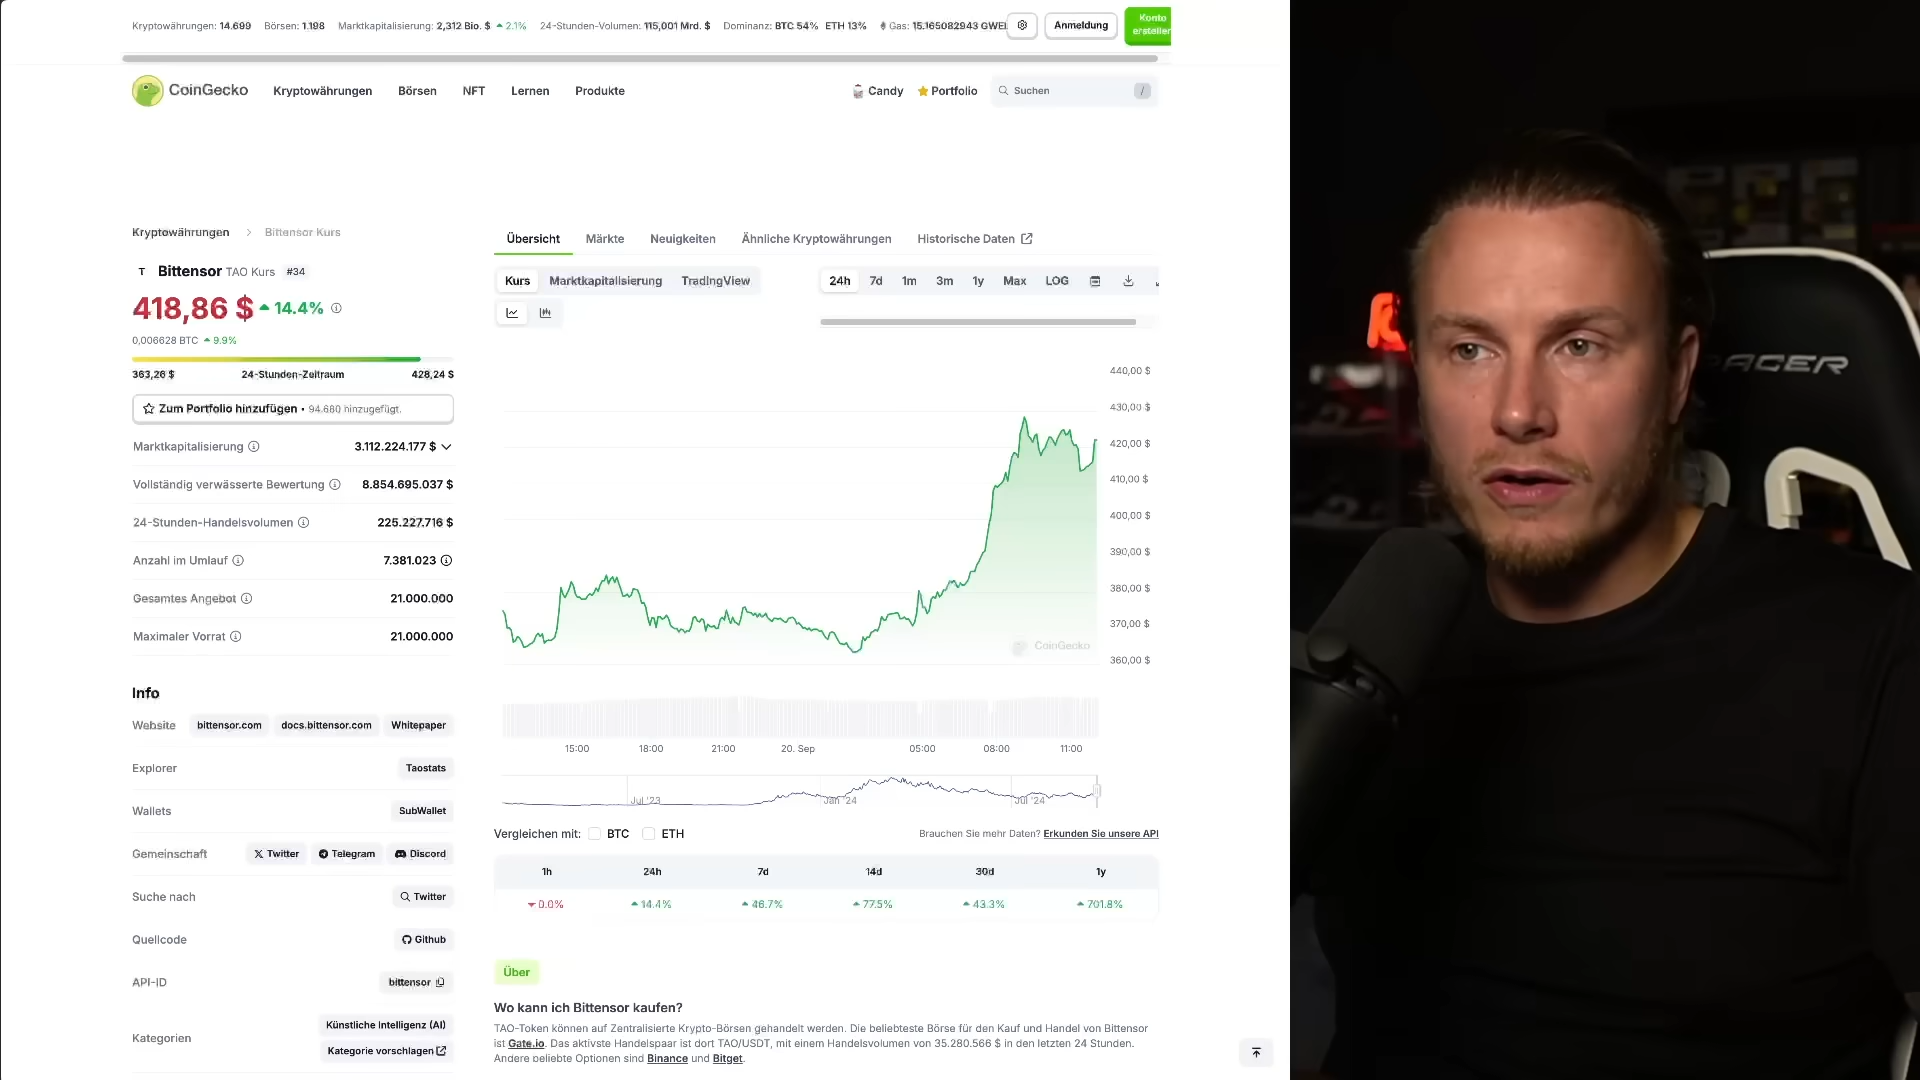 Kryptowährungen: 14.699 Börsen: 1.198 Marktkapitalisierung: 2,312 Bio. $ 2.1% 24-Stunden-Volumen: 115,001 Mrd. $ Dominanz: BTC 54% ETH 13% Gas: 15.165082943 GWEI Anmeldung Konto erstellen
CoinGecko Kryptowährungen Börsen NFT Lernen Produkte Candy Portfolio Suchen /
Kryptowährungen > Bittensor Kurs
T Bittensor TAO Kurs #34
418,86 $ 14.4%
0,006628 BTC 9.9%
363,26 $ 24-Stunden-Zeitraum 428,24 $
Zum Portfolio hinzufügen • 94.680 hinzugefügt.
Marktkapitalisierung 3.112.224.177 $
Vollständig verwässerte Bewertung 8.854.695.037 $
24-Stunden-Handelsvolumen 225.227.716 $
Anzahl im Umlauf 7.381.023
Gesamtes Angebot 21.000.000
Maximaler Vorrat 21.000.000
Info
Website bittensor.com docs.bittensor.com Whitepaper
Explorer Taostats
Wallets SubWallet
Gemeinschaft Twitter Telegram Discord
Suche nach Twitter
Quellcode Github
API-ID bittensor
Kategorien Künstliche Intelligenz (AI)
Kategorie vorschlagen
Übersicht Märkte Neuigkeiten Ähnliche Kryptowährungen Historische Daten
Kurs Marktkapitalisierung TradingView 24h 7d 1m 3m 1y Max LOG
440,00 $
430,00 $
420,00 $
410,00 $
400,00 $
390,00 $
380,00 $
370,00 $
360,00 $
CoinGecko
15:00 18:00 21:00 20. Sep 05:00 08:00 11:00
Jul '23 Jan '24 Jul '24
Vergleichen mit: BTC ETH Brauchen Sie mehr Daten? Erkunden Sie unsere API
1h 24h 7d 14d 30d 1y
0.0% 14.4% 46.7% 77.5% 43.3% 701.8%
Über
Wo kann ich Bittensor kaufen?
TAO-Token können auf Zentralisierte Krypto-Börsen gehandelt werden. Die beliebteste Börse für den Kauf und Handel von Bittensor
ist Gate.io. Das aktivste Handelspaar ist dort TAO/USDT, mit einem Handelsvolumen von 35.280.566 $ in den letzten 24 Stunden.
Andere beliebte Optionen sind Binance und Bitget.